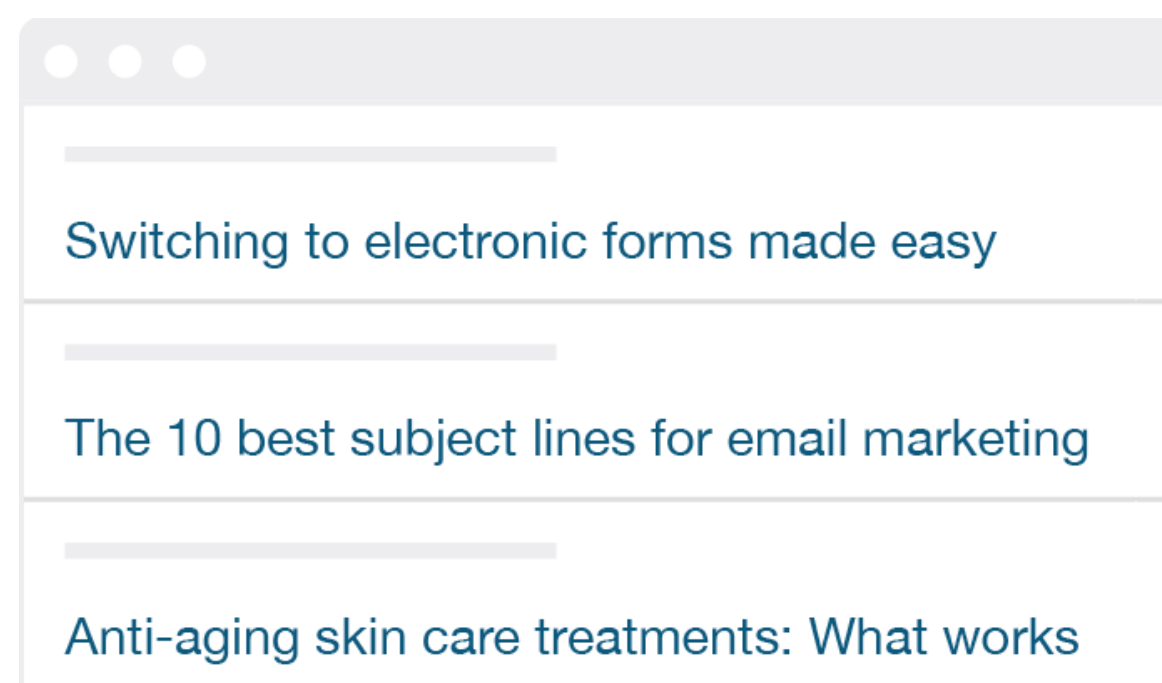 Switching to electronic forms made easy
The 10 best subject lines for email marketing
Anti-aging skin care treatments: What works